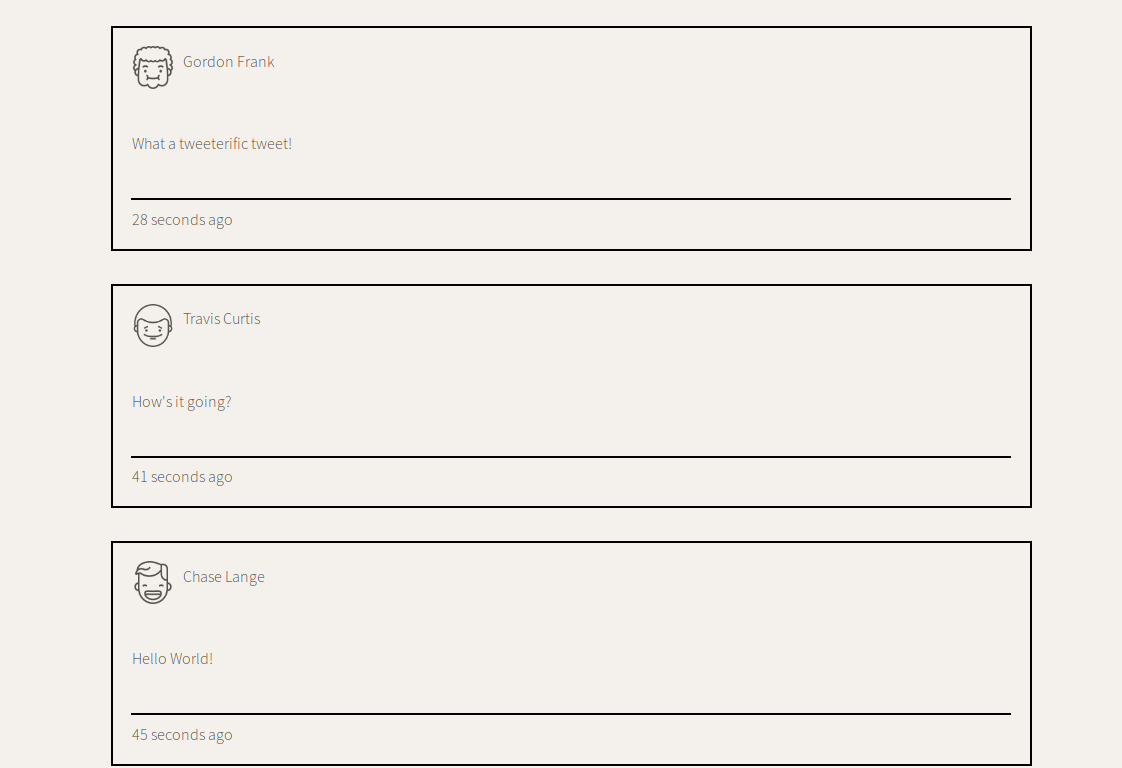 Gordon Frank
What a tweeterific tweet!
28 seconds ago
Travis Curtis
How's it going?
41 seconds ago
Chase Lange
Hello World!
45 seconds ago